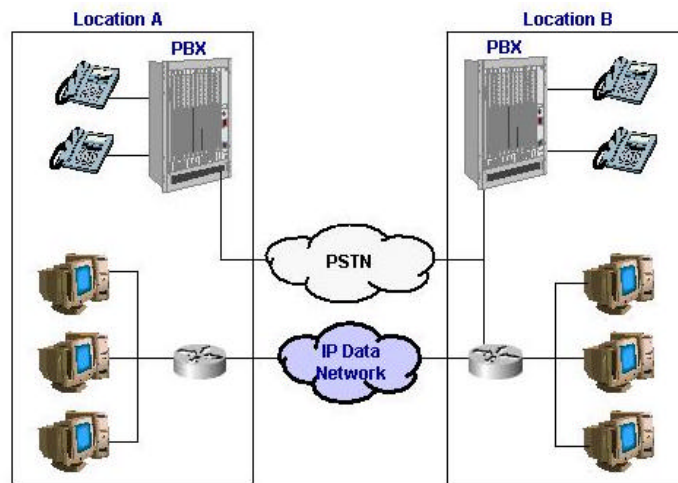 Location A
Location B
PBX
PBX
PSTN
IP Data
Network